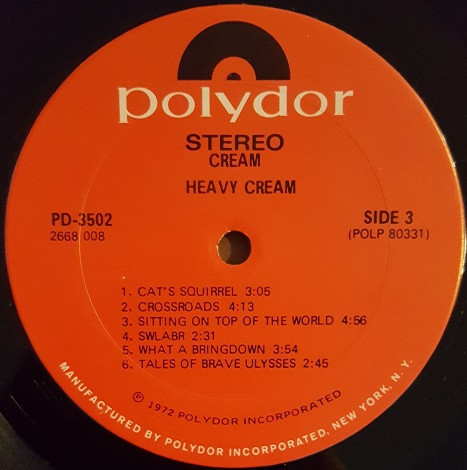 polydor
STEREO
CREAM
HEAVY CREAM
PD-3502
2668 008
SIDE 3
(POLP 80331)
1. CAT'S SQUIRREL 3:05
2. CROSSROADS 4:13
3. SITTING ON TOP OF THE WORLD 4:56
4. SWLABR 2:31
5. WHAT A BRINGDOWN 3:54
6. TALES OF BRAVE ULYSSES 2:45
℗ 1972 POLYDOR INCORPORATED
MANUFACTURED BY POLYDOR INCORPORATED, NEW YORK, N.Y.